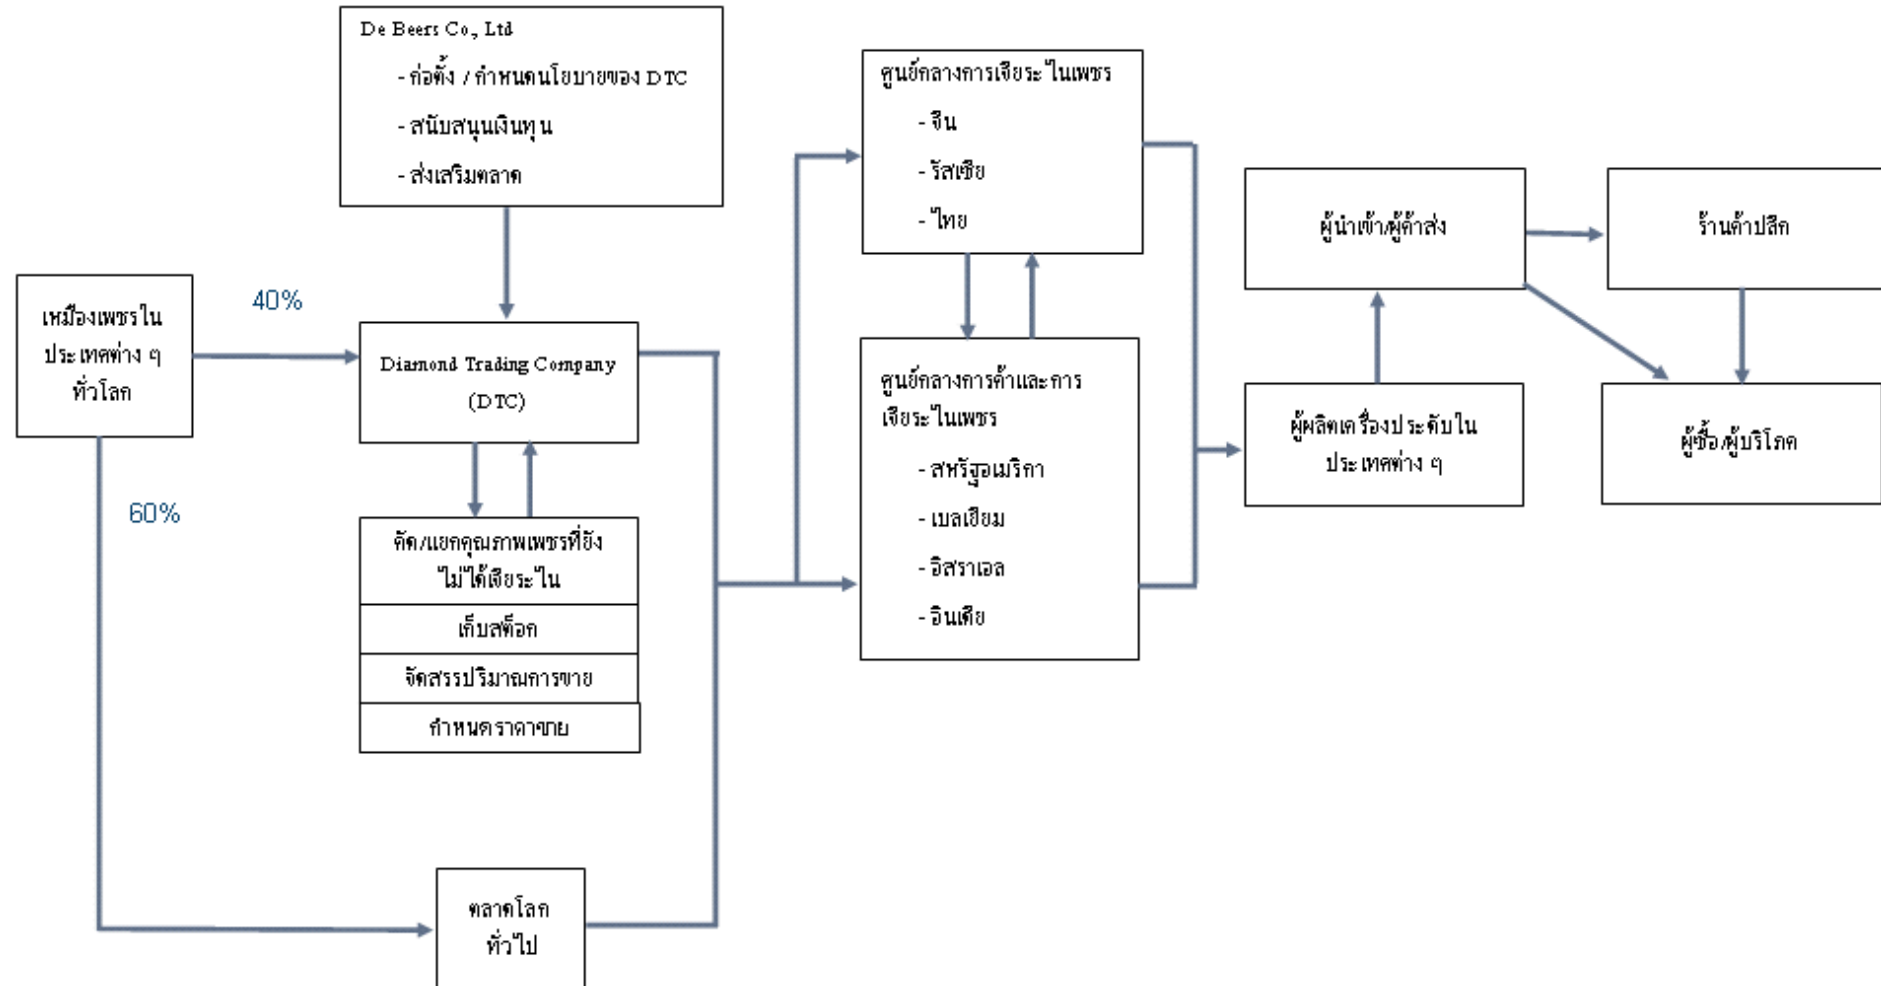 De Beers Co., Ltd
- ก่อตั้ง / กำหนดนโยบายของ DTC
- สนับสนุนเงินทุน
- ส่งเสริมตลาด
เหมืองเพชรใน
ประเทศต่าง ๆ
ทั่วโลก
40%
60%
Diamond Trading Company
(DTC)
คัด/แยกคุณภาพเพชรที่ยัง
ไม่ได้เจียระไน
เก็บสต็อก
จัดสรรปริมาณการขาย
กำหนดราคาขาย
ตลาดโลก
ทั่วไป
ศูนย์กลางการเจียระไนเพชร
- จีน
- รัสเซีย
- ไทย
ศูนย์กลางการค้าและการ
เจียระไนเพชร
- สหรัฐอเมริกา
- เบลเยียม
- อิสราเอล
- อินเดีย
ผู้นำเข้า/ผู้ค้าส่ง
ร้านค้าปลีก
ผู้ผลิตเครื่องประดับใน
ประเทศต่าง ๆ
ผู้ซื้อ/ผู้บริโภค